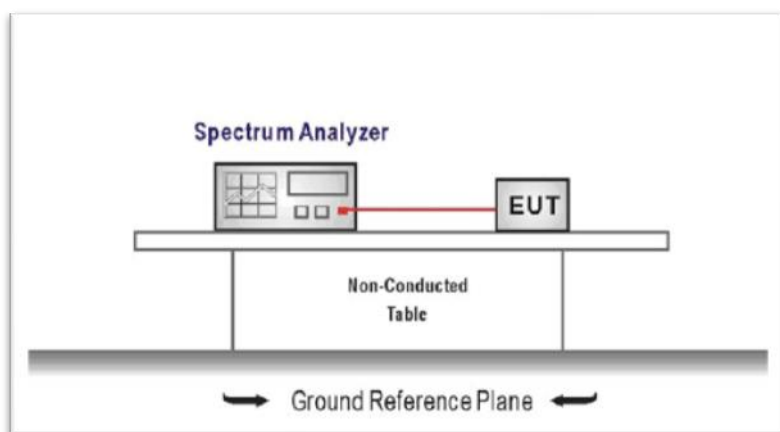 Spectrum Analyzer
EUT
Non-Conducted
Table
Ground Reference Plane